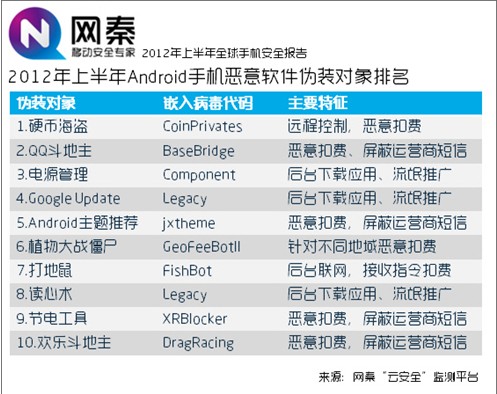 网秦
移动安全专家
2012年上半年全球手机安全报告
2012年上半年Android手机恶意软件伪装对象排名
伪装对象 嵌入病毒代码 主要特征
1.硬币海盗 CoinPrivates 远程控制，恶意扣费
2.QQ斗地主 BaseBridge 恶意扣费、屏蔽运营商短信
3.电源管理 Component 后台下载应用、流氓推广
4.Google Update Legacy 后台下载应用、流氓推广
5.Android主题推荐 jxtheme 恶意扣费，屏蔽运营商短信
6.植物大战僵尸 GeoFeeBotII 针对不同地域恶意扣费
7.打地鼠 FishBot 后台联网，接收指令扣费
8.读心术 Legacy 后台下载应用、流氓推广
9.节电工具 XRBlocker 恶意扣费，屏蔽运营商短信
10.欢乐斗地主 DragRacing 恶意扣费，屏蔽运营商短信
来源：网秦“云安全”监测平台